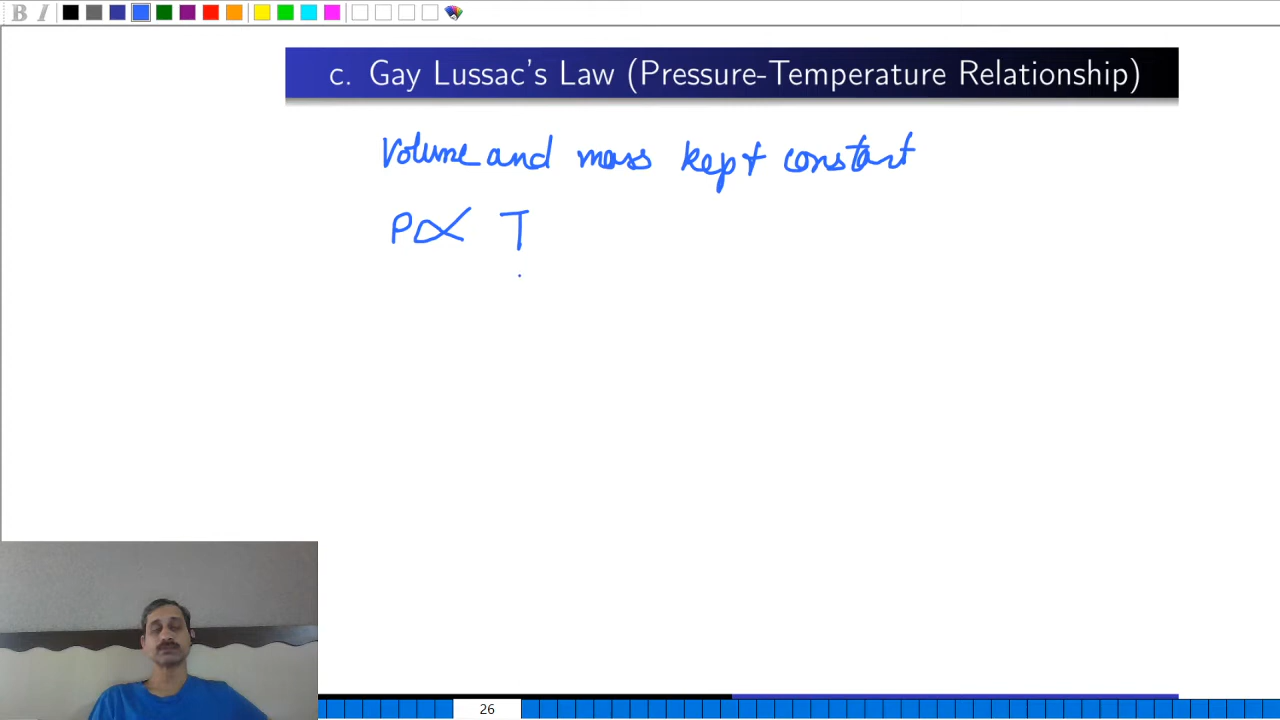 B I
c. Gay Lussac's Law (Pressure-Temperature Relationship)
Volume and mass kept constant
P ∝ T
26